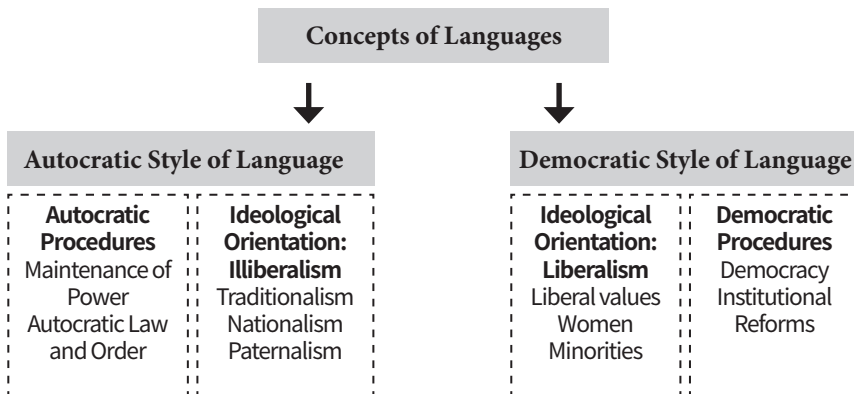 Concepts of Languages
Autocratic Style of Language
Democratic Style of Language
Autocratic
Procedures
Maintenance of
Power
Autocratic Law
and Order
Ideological
Orientation:
Illiberalism
Traditionalism
Nationalism
Paternalism
Ideological
Orientation:
Liberalism
Liberal values
Women
Minorities
Democratic
Procedures
Democracy
Institutional
Reforms